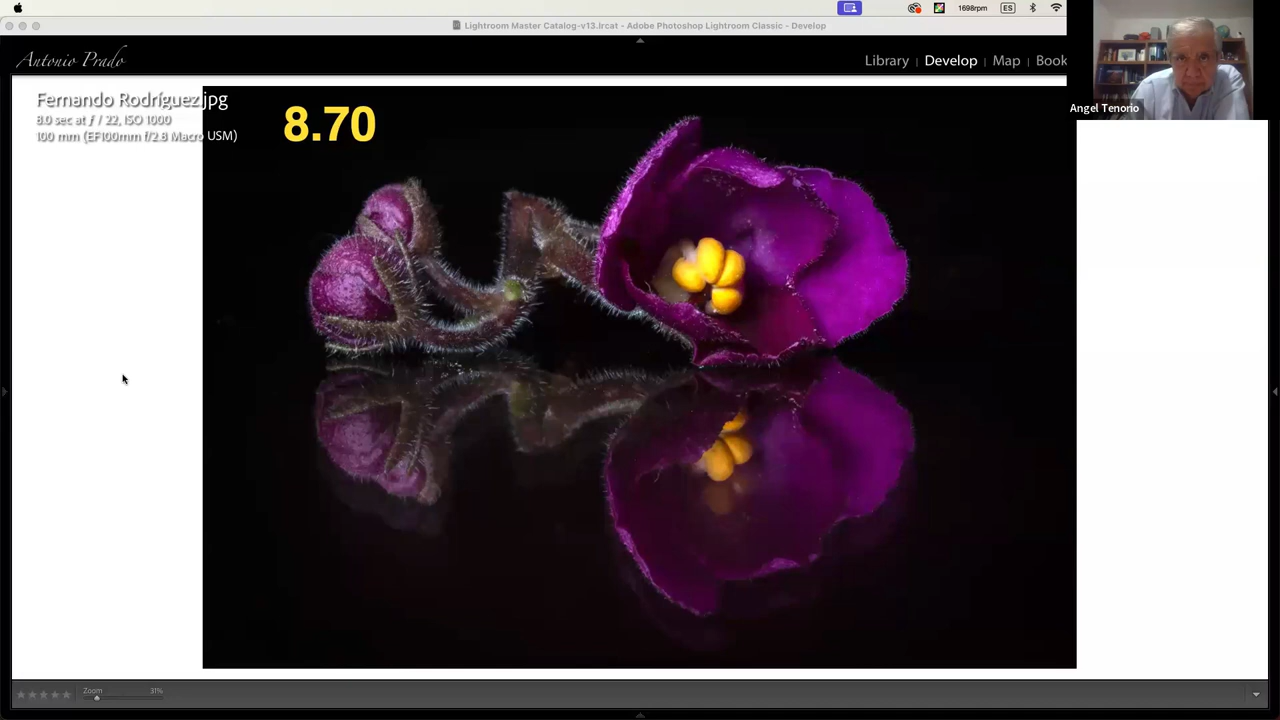 1698rpm
ES
Lightroom Master Catalog-v13.lrcat - Adobe Photoshop Lightroom Classic - Develop
Antonio Prado
Library | Develop | Map | Book
Angel Tenorio
Fernando Rodríguez.jpg
8.0 sec at ƒ / 22, ISO 1000
100 mm (EF100mm f/2.8 Macro USM)
8.70
Zoom
31%